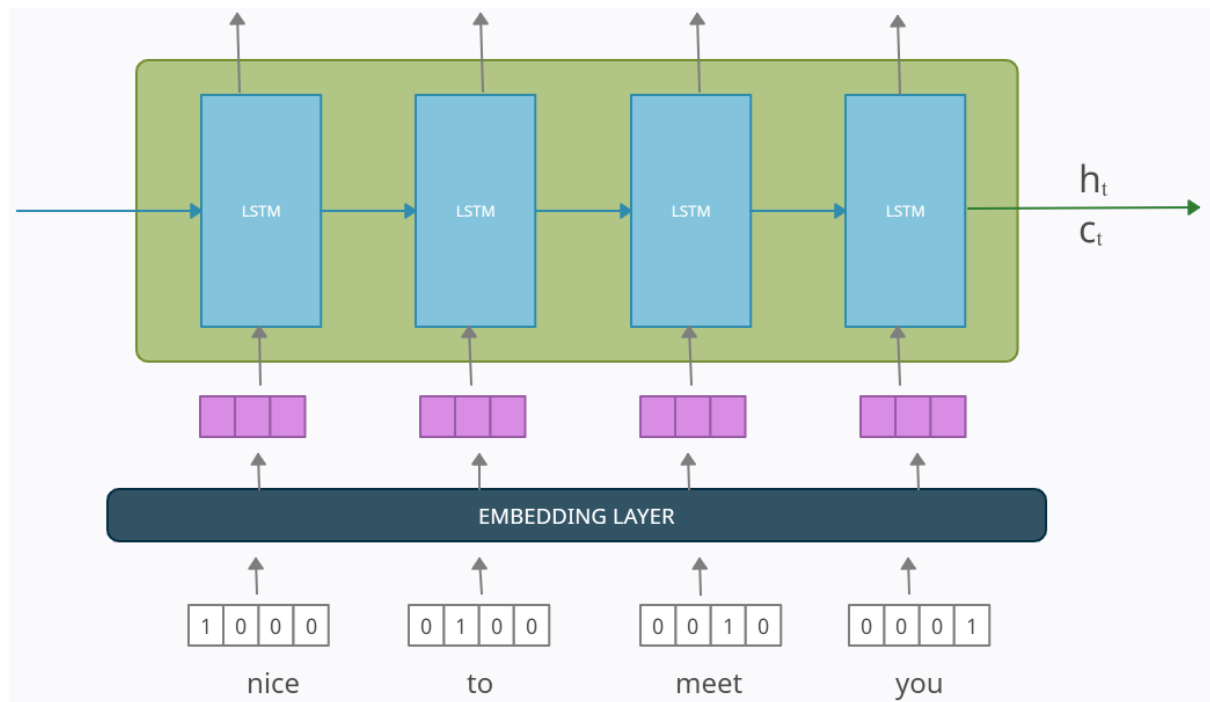 LSTM LSTM LSTM LSTM
hₜ
cₜ
EMBEDDING LAYER
1 0 0 0 0 1 0 0 0 0 1 0 0 0 0 1
nice to meet you